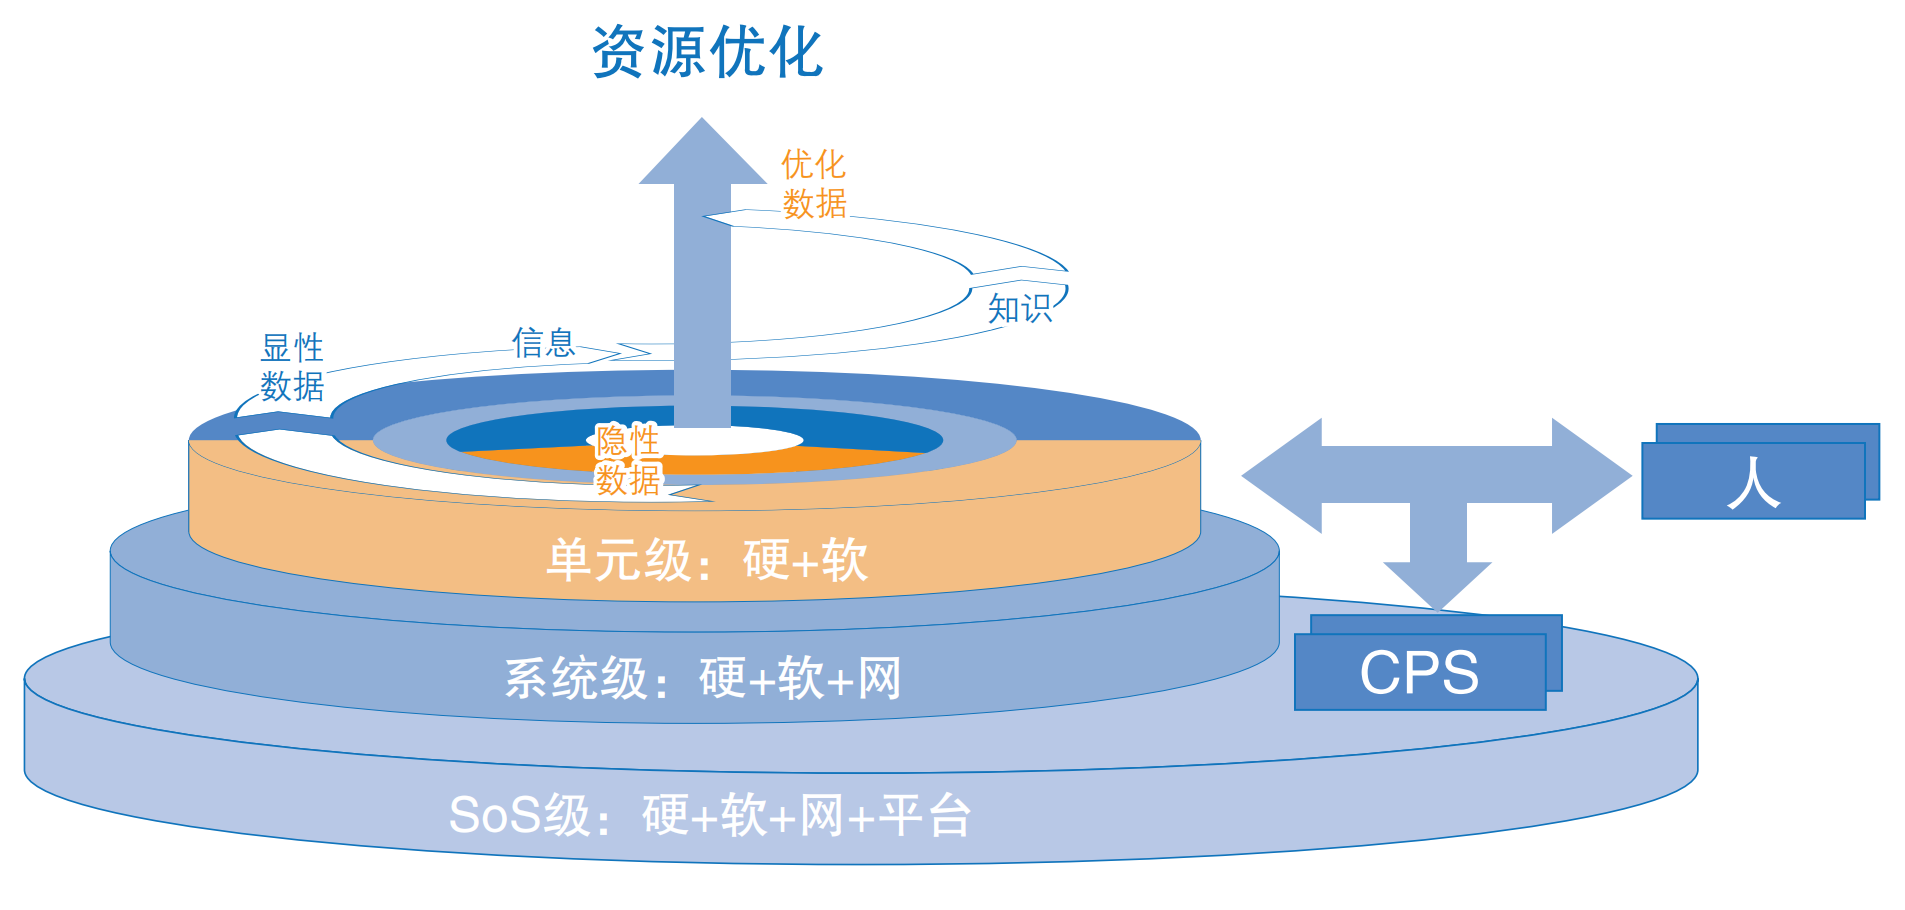 资源优化
优化
数据
知识
信息
显性
数据
隐性
数据
人
单元级：硬+软
CPS
系统级：硬+软+网
SoS级：硬+软+网+平台